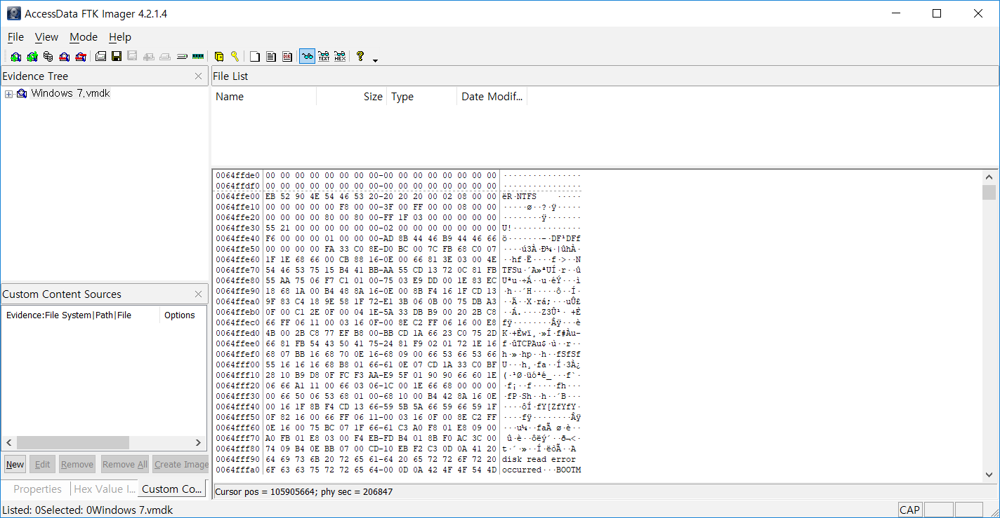 AccessData FTK Imager 4.2.1.4
File View Mode Help
Evidence Tree
Windows 7.vmdk
Custom Content Sources
Evidence:File System|Path|File Options
New Edit Remove Remove All Create Image
Properties Hex Value I... Custom Co...
File List
Name Size Type Date Modif...
0064ffde0 00 00 00 00 00 00 00 00-00 00 00 00 00 00 00 00 ················
0064ffdf0 00 00 00 00 00 00 00 00-00 00 00 00 00 00 00 00 ················
0064ffe00 EB 52 90 4E 54 46 53 20-20 20 20 00 02 08 00 00 ëR·NTFS    ·····
0064ffe10 00 00 00 00 00 F8 00 00-3F 00 FF 00 00 08 00 00 ·····ø··?·ÿ·····
0064ffe20 00 00 00 00 80 00 80 00-FF 1F 03 00 00 00 00 00 ········ÿ·······
0064ffe30 55 21 00 00 00 00 00 00-02 00 00 00 00 00 00 00 U!··············
0064ffe40 F6 00 00 00 01 00 00 00-AD 8B 44 46 B9 44 46 66 ö·······-·DF¹DFf
0064ffe50 00 00 00 00 FA 33 C0 8E-D0 BC 00 7C FB 68 C0 07 ····ú3À·Ð¼·|ûhÀ·
0064ffe60 1F 1E 68 66 00 CB 88 16-0E 00 66 81 3E 03 00 4E ··hf·Ë····f·>··N
0064ffe70 54 46 53 75 15 B4 41 BB-AA 55 CD 13 72 0C 81 FB TFSu·´A»ªUÍ·r··û
0064ffe80 55 AA 75 06 F7 C1 01 00-75 03 E9 DD 00 1E 83 EC Uªu·÷Á··u·éÝ···ì
0064ffe90 18 68 1A 00 B4 48 8A 16-0E 00 8B F4 16 1F CD 13 ·h··´H·····ô··Í·
0064ffea0 9F 83 C4 18 9E 58 1F 72-E1 3B 06 0B 00 75 DB A3 ··Ä··X·rá;···uÛ£
0064ffeb0 0F 00 C1 2E 0F 00 04 1E-5A 33 DB B9 00 20 2B C8 ··Á.····Z3Û¹· +È
0064ffec0 66 FF 06 11 00 03 16 0F-00 8E C2 FF 06 16 00 E8 fÿ········Âÿ···è
0064ffed0 4B 00 2B C8 77 EF B8 00-BB CD 1A 66 23 C0 75 2D K·+Èwï¸·»Í·f#Àu-
0064ffee0 66 81 FB 54 43 50 41 75-24 81 F9 02 01 72 1E 16 f·ûTCPAu$·ù··r··
0064ffef0 68 07 BB 16 68 70 0E 16-68 09 00 66 53 66 53 66 h·»·hp··h··fSfSf
0064fff00 55 16 16 16 68 B8 01 66-61 0E 07 CD 1A 33 C0 BF U···h¸·fa··Í·3À¿
0064fff10 28 10 B9 D8 0F FC F3 AA-E9 5F 01 90 90 66 60 1E (·¹Ø·üóªé_···f`·
0064fff20 06 66 A1 11 00 66 03 06-1C 00 1E 66 68 00 00 00 ·f¡··f·····fh···
0064fff30 00 66 50 06 53 68 01 00-68 10 00 B4 42 8A 16 0E ·fP·Sh··h··´B···
0064fff40 00 16 1F 8B F4 CD 13 66-59 5B 5A 66 59 66 59 1F ····ôÍ·fY[ZfYfY·
0064fff50 0F 82 16 00 66 FF 06 11-00 03 16 0F 00 8E C2 FF ····fÿ········Âÿ
0064fff60 0E 16 00 75 BC 07 1F 66-61 C3 A0 F8 01 E8 09 00 ···u¼··faÃ ø·è··
0064fff70 A0 FB 01 E8 03 00 F4 EB-FD B4 01 8B F0 AC 3C 00  û·è··ôëý´··ð¬<·
0064fff80 74 09 B4 0E BB 07 00 CD-10 EB F2 C3 0D 0A 41 20 t·´·»··Í·ëòÃ··A
0064fff90 64 69 73 6B 20 72 65 61-64 20 65 72 72 6F 72 20 disk read error
0064fffa0 6F 63 63 75 72 72 65 64-00 0D 0A 42 4F 4F 54 4D occurred···BOOTM
Cursor pos = 105905664; phy sec = 206847
Listed: 0Selected: 0Windows 7.vmdk CAP